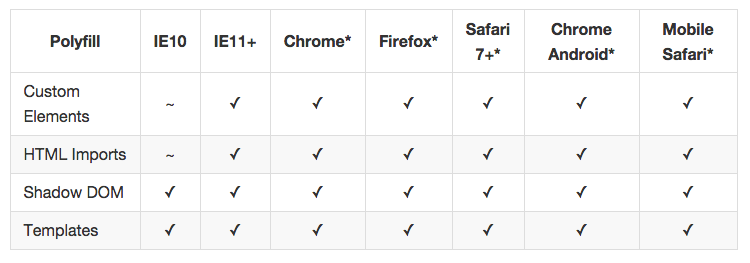 Polyfill IE10 IE11+ Chrome* Firefox* Safari 7+* Chrome Android* Mobile Safari*
Custom Elements ~ ✓ ✓ ✓ ✓ ✓ ✓
HTML Imports ~ ✓ ✓ ✓ ✓ ✓ ✓
Shadow DOM ✓ ✓ ✓ ✓ ✓ ✓ ✓
Templates ✓ ✓ ✓ ✓ ✓ ✓ ✓